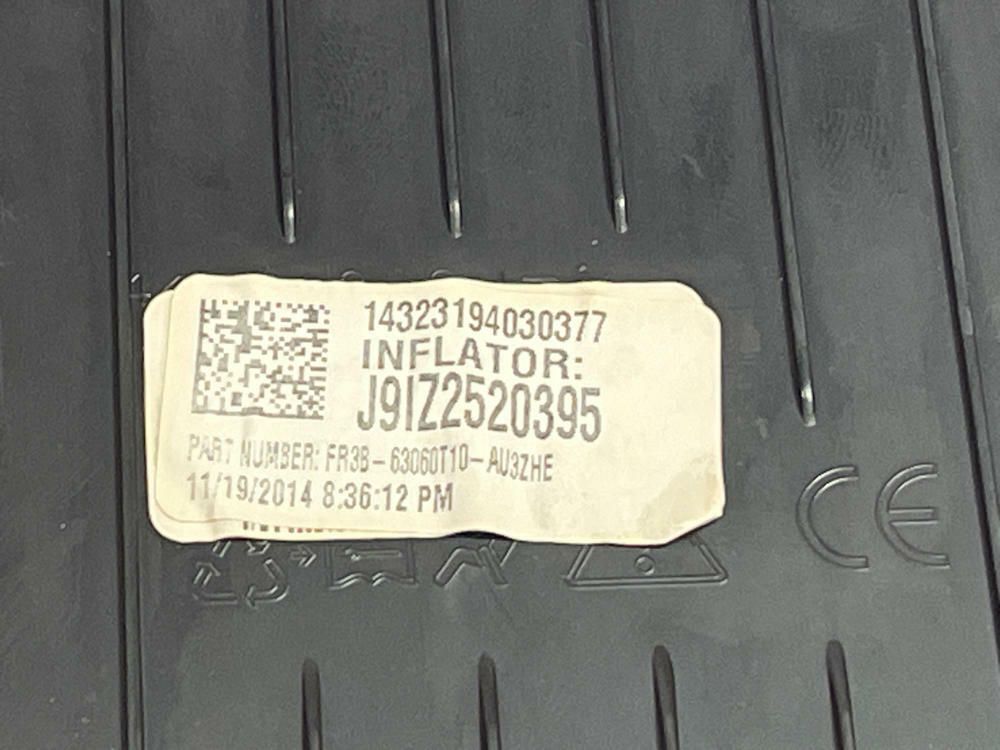 14323194030377
INFLATOR:
J9IZ2520395
PART NUMBER: FR3B-63060T10-AU3ZHE
11/19/2014 8:36:12 PM
CE